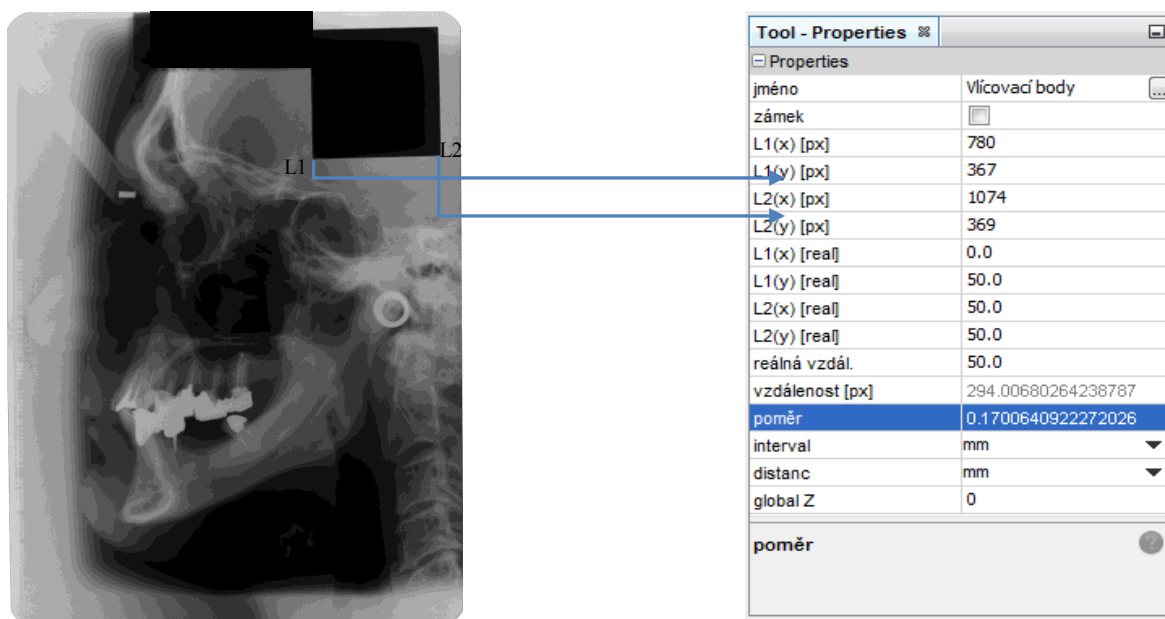 L1
L2
Tool - Properties
Properties
jméno Vlícovací body ...
zámek
L1(x) [px] 780
L1(y) [px] 367
L2(x) [px] 1074
L2(y) [px] 369
L1(x) [real] 0.0
L1(y) [real] 50.0
L2(x) [real] 50.0
L2(y) [real] 50.0
reálná vzdál. 50.0
vzdálenost [px] 294.00680264238787
poměr 0.1700640922272026
interval mm
distanc mm
global Z 0
poměr
?